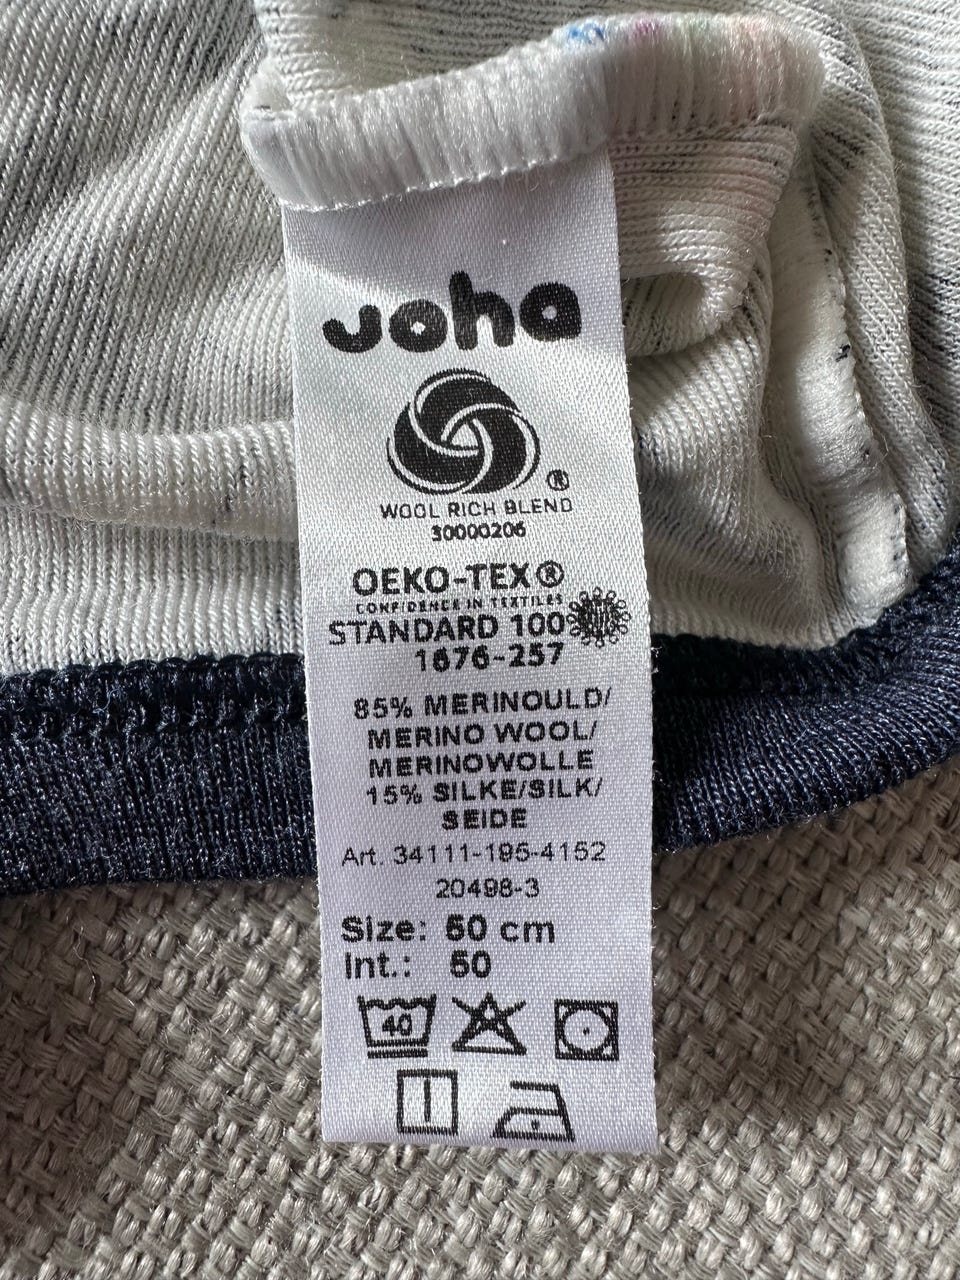 joha
®
WOOL RICH BLEND
30000206
OEKO-TEX®
CONFIDENCE IN TEXTILES
STANDARD 100
1676-257
85% MERINOULD/
MERINO WOOL/
MERINOWOLLE
15% SILKE/SILK/
SEIDE
Art. 34111-195-4152
20498-3
Size: 50 cm
Int.: 50
40